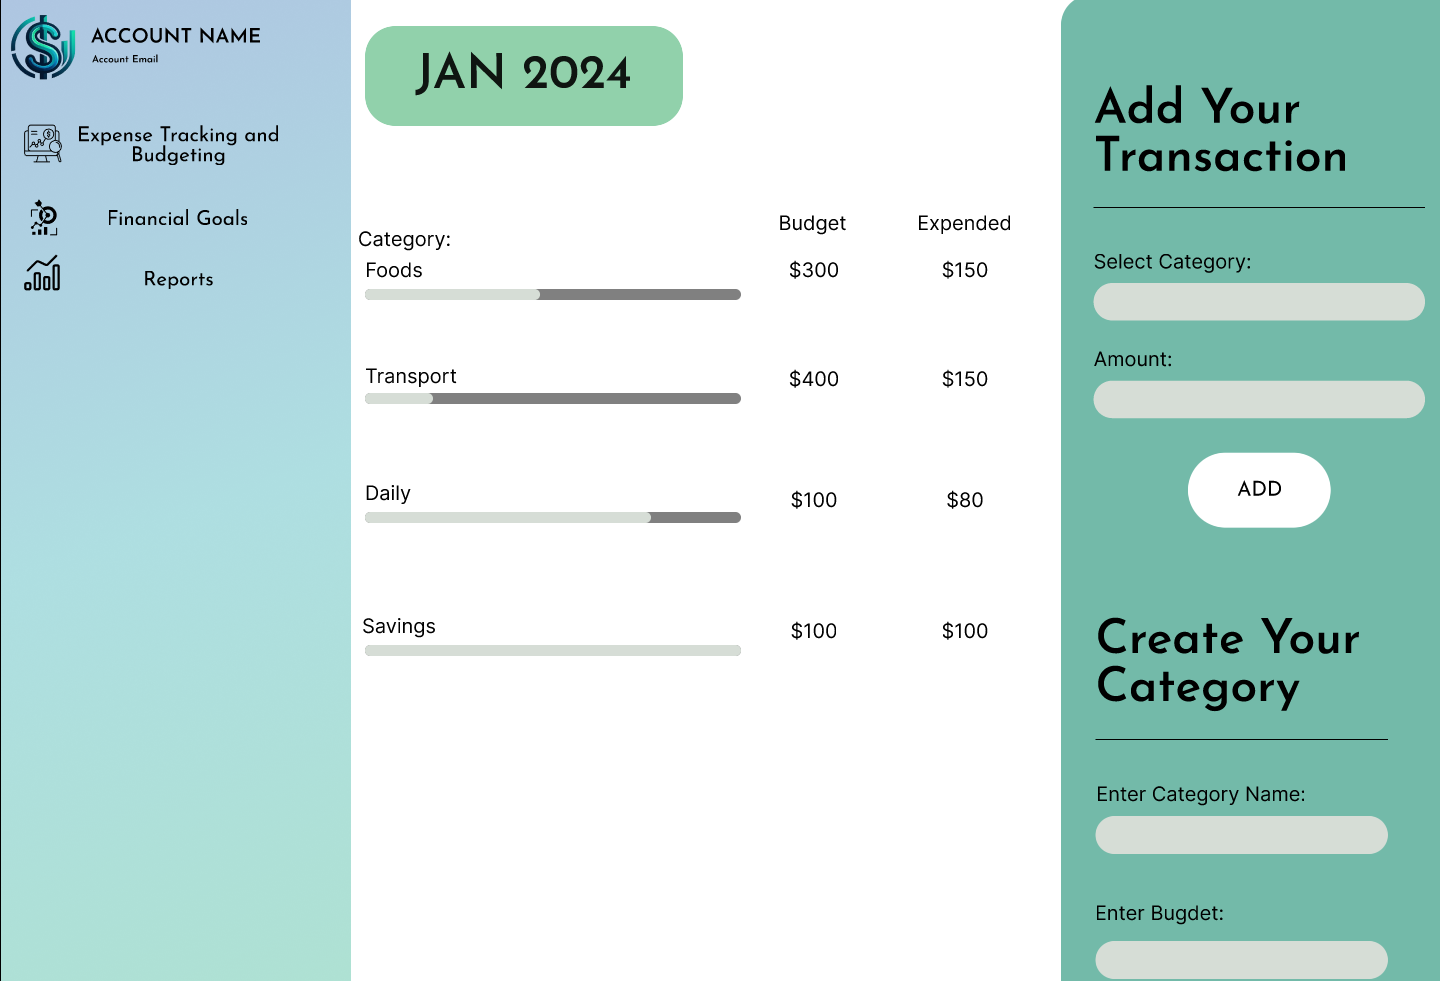 ACCOUNT NAME
Account Email
Expense Tracking and
Budgeting
Financial Goals
Reports
JAN 2024
Budget
Expended
Category:
Foods
$300
$150
Transport
$400
$150
Daily
$100
$80
Savings
$100
$100
Add Your
Transaction
Select Category:
Amount:
ADD
Create Your
Category
Enter Category Name:
Enter Bugdet: